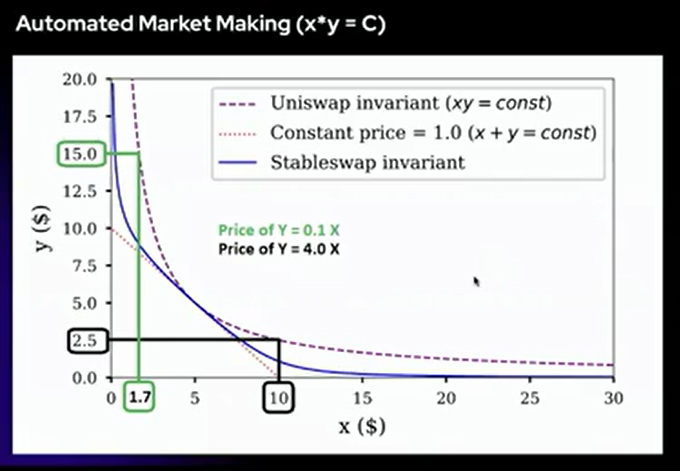 Automated Market Making (x*y = C)
20.0
17.5
15.0
12.5
10.0
7.5
5.0
2.5
0.0
y ($)
Uniswap invariant (xy = const)
Constant price = 1.0 (x + y = const)
Stableswap invariant
Price of Y = 0.1 X
Price of Y = 4.0 X
0 1.7 5 10 15 20 25 30
x ($)